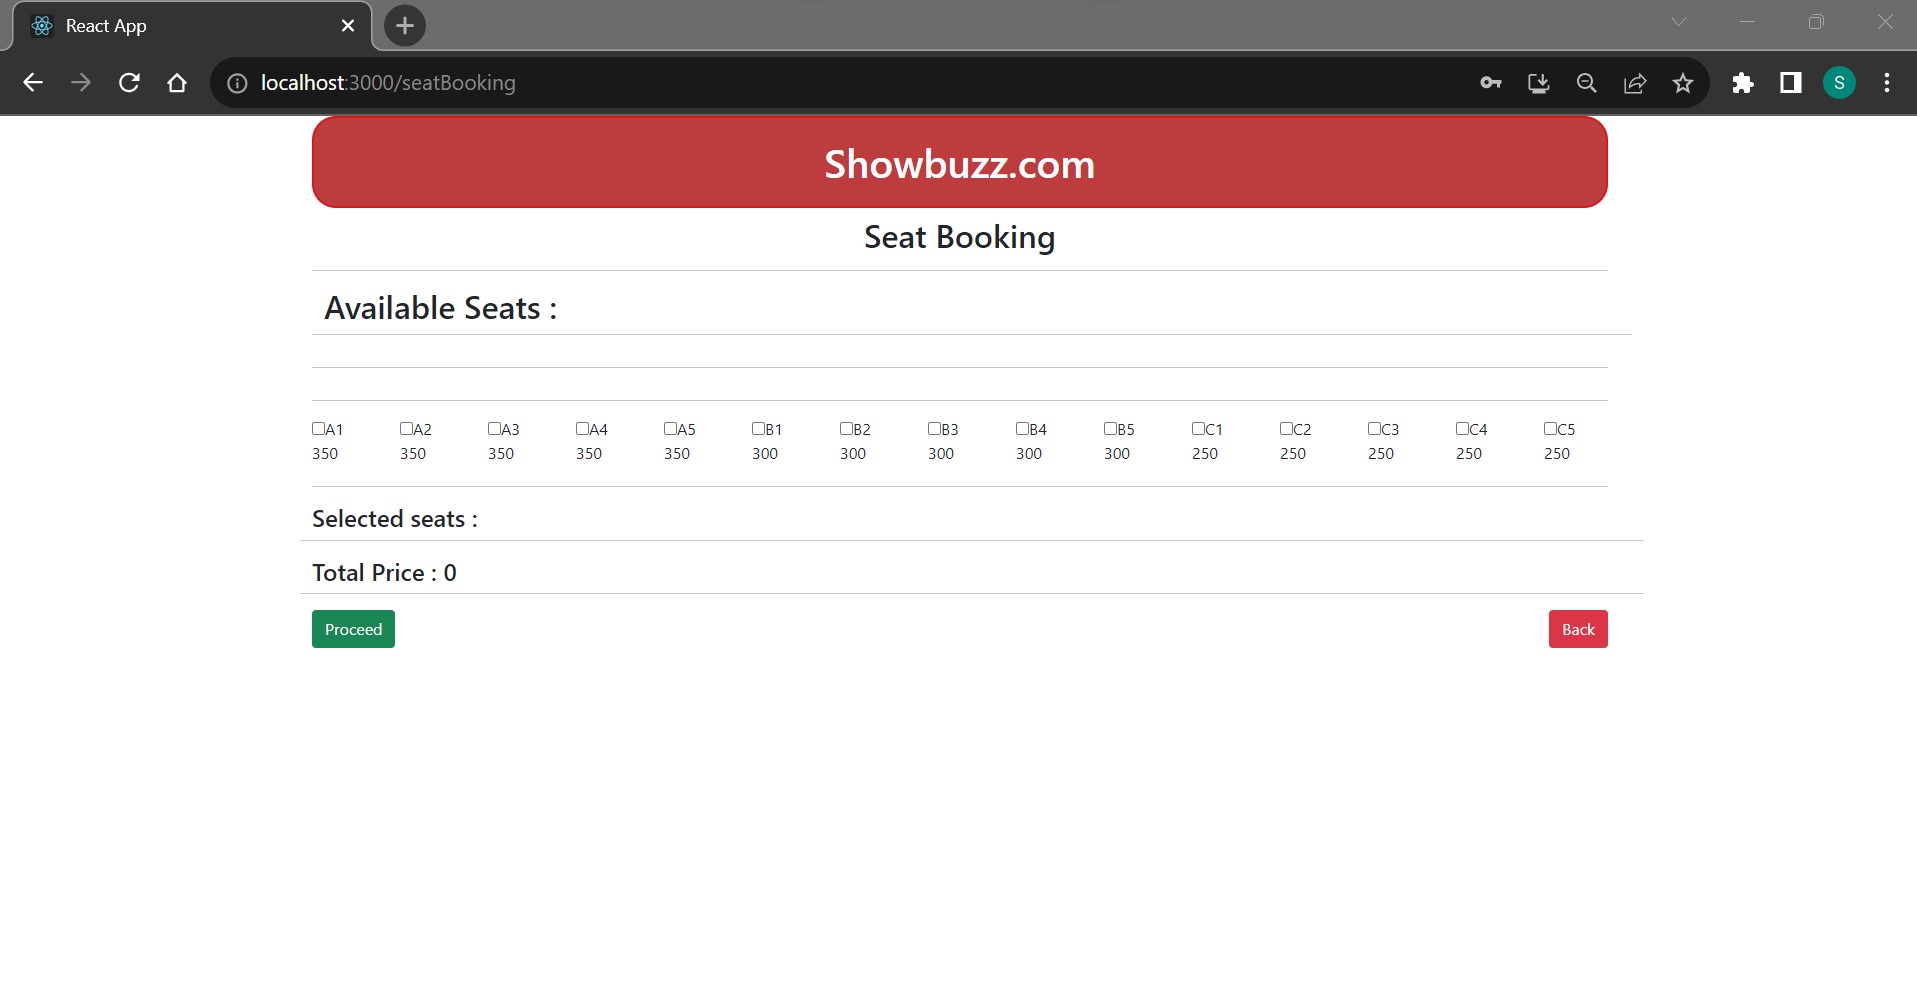 React App
localhost:3000/seatBooking
S
Showbuzz.com
Seat Booking
Available Seats :
A1 A2 A3 A4 A5 B1 B2 B3 B4 B5 C1 C2 C3 C4 C5
350 350 350 350 350 300 300 300 300 300 250 250 250 250 250
Selected seats :
Total Price : 0
Proceed Back